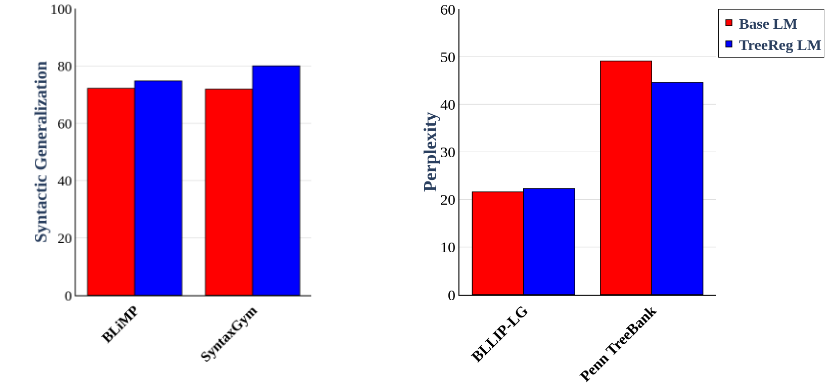 Syntactic Generalization
100
80
60
40
20
0
BLiMP
SyntaxGym
Perplexity
60
50
40
30
20
10
0
BLLIP-LG
Penn TreeBank
Base LM
TreeReg LM